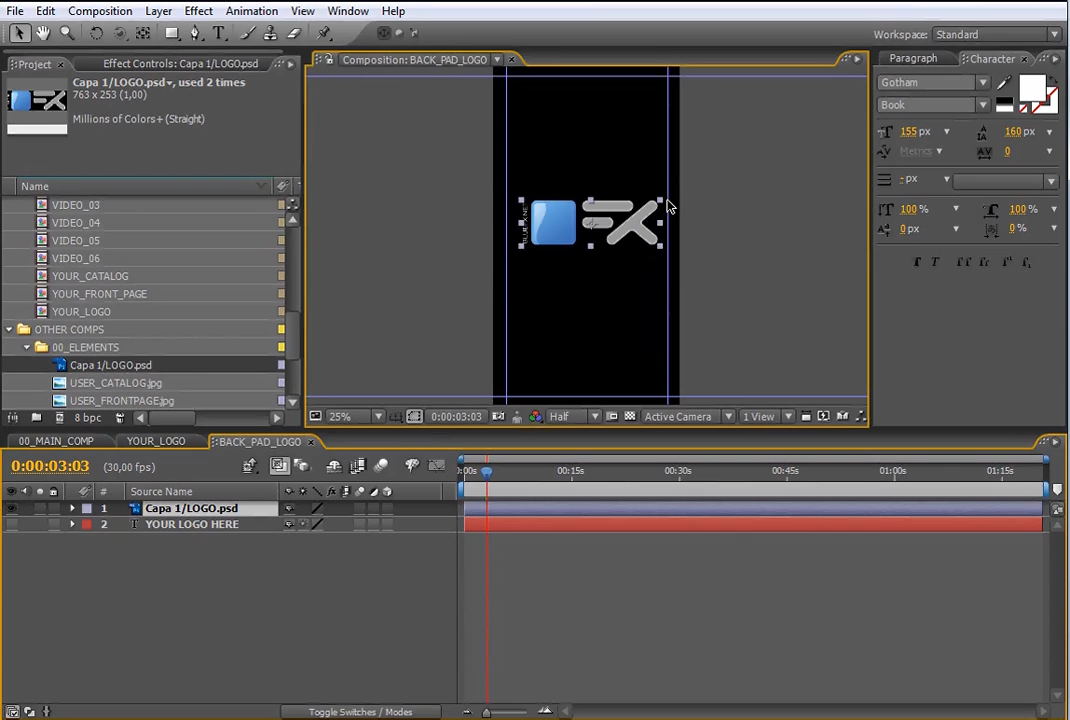 File Edit Composition Layer Effect Animation View Window Help
Workspace: Standard
Project Effect Controls: Capa 1/LOGO.psd
Capa 1/LOGO.psd, used 2 times
763 x 253 (1,00)
Millions of Colors+ (Straight)
Name
VIDEO_03
VIDEO_04
VIDEO_05
VIDEO_06
YOUR_CATALOG
YOUR_FRONT_PAGE
YOUR_LOGO
OTHER COMPS
00_ELEMENTS
Capa 1/LOGO.psd
USER_CATALOG.jpg
USER_FRONTPAGE.jpg
8 bpc
Composition: BACK_PAD_LOGO
FX
25% 0:00:03:03 Half Active Camera 1 View
Paragraph Character
Gotham
Book
155 px 160 px
Metrics 0
- px
100 % 100 %
0 px 0 %
T T TT Tr T¹ T₁
00_MAIN_COMP YOUR_LOGO BACK_PAD_LOGO
0:00:03:03 (30,00 fps)
:00s 00:15s 00:30s 00:45s 01:00s 01:15s
# Source Name
1 Capa 1/LOGO.psd
2 T YOUR LOGO HERE
Toggle Switches / Modes